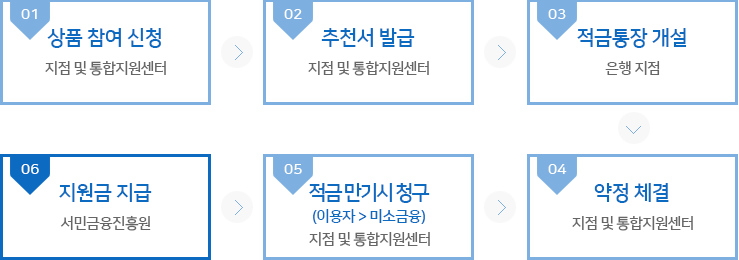 01
상품 참여 신청
지점 및 통합지원센터
02
추천서 발급
지점 및 통합지원센터
03
적금통장 개설
은행 지점
06
지원금 지급
서민금융진흥원
05
적금 만기시 청구
(이용자 > 미소금융)
지점 및 통합지원센터
04
약정 체결
지점 및 통합지원센터